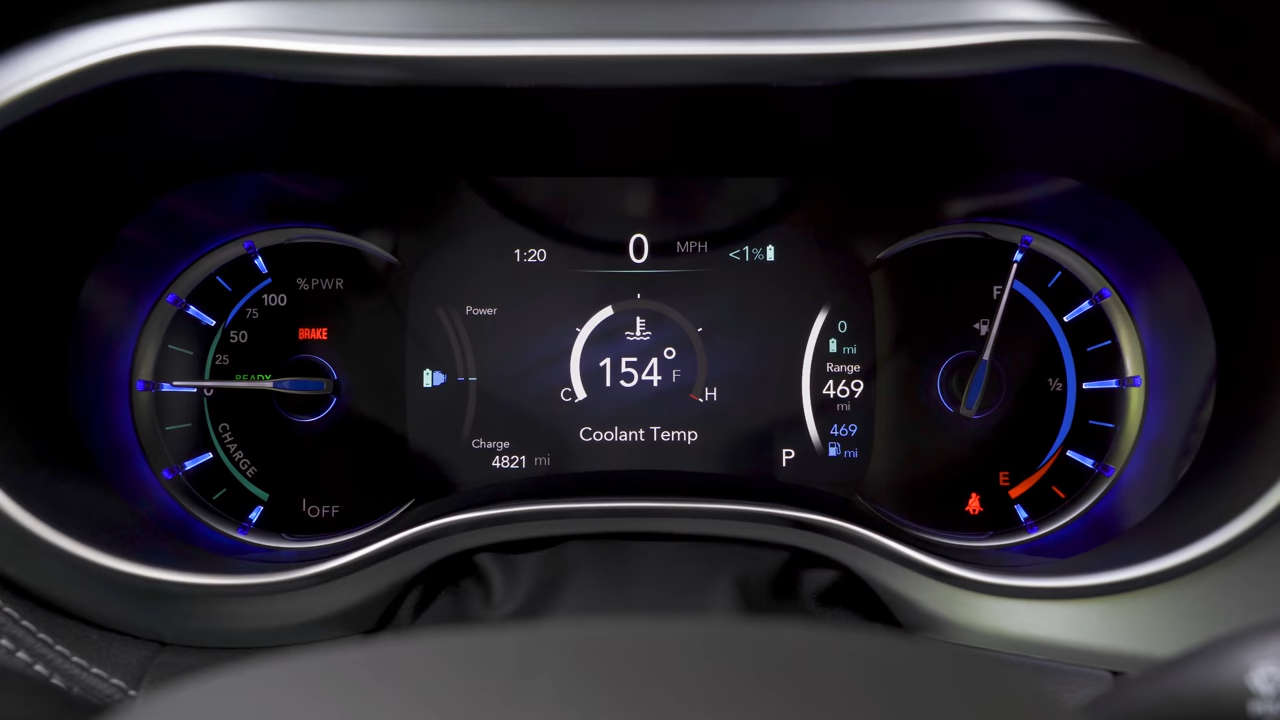 1:20
0 MPH
<1%
%PWR
100
75
50
25
0
CHARGE
BRAKE
READY
OFF
Power
Charge
4821 mi
154° F
C H
Coolant Temp
P
0
mi
Range
469
mi
469
mi
F
½
E